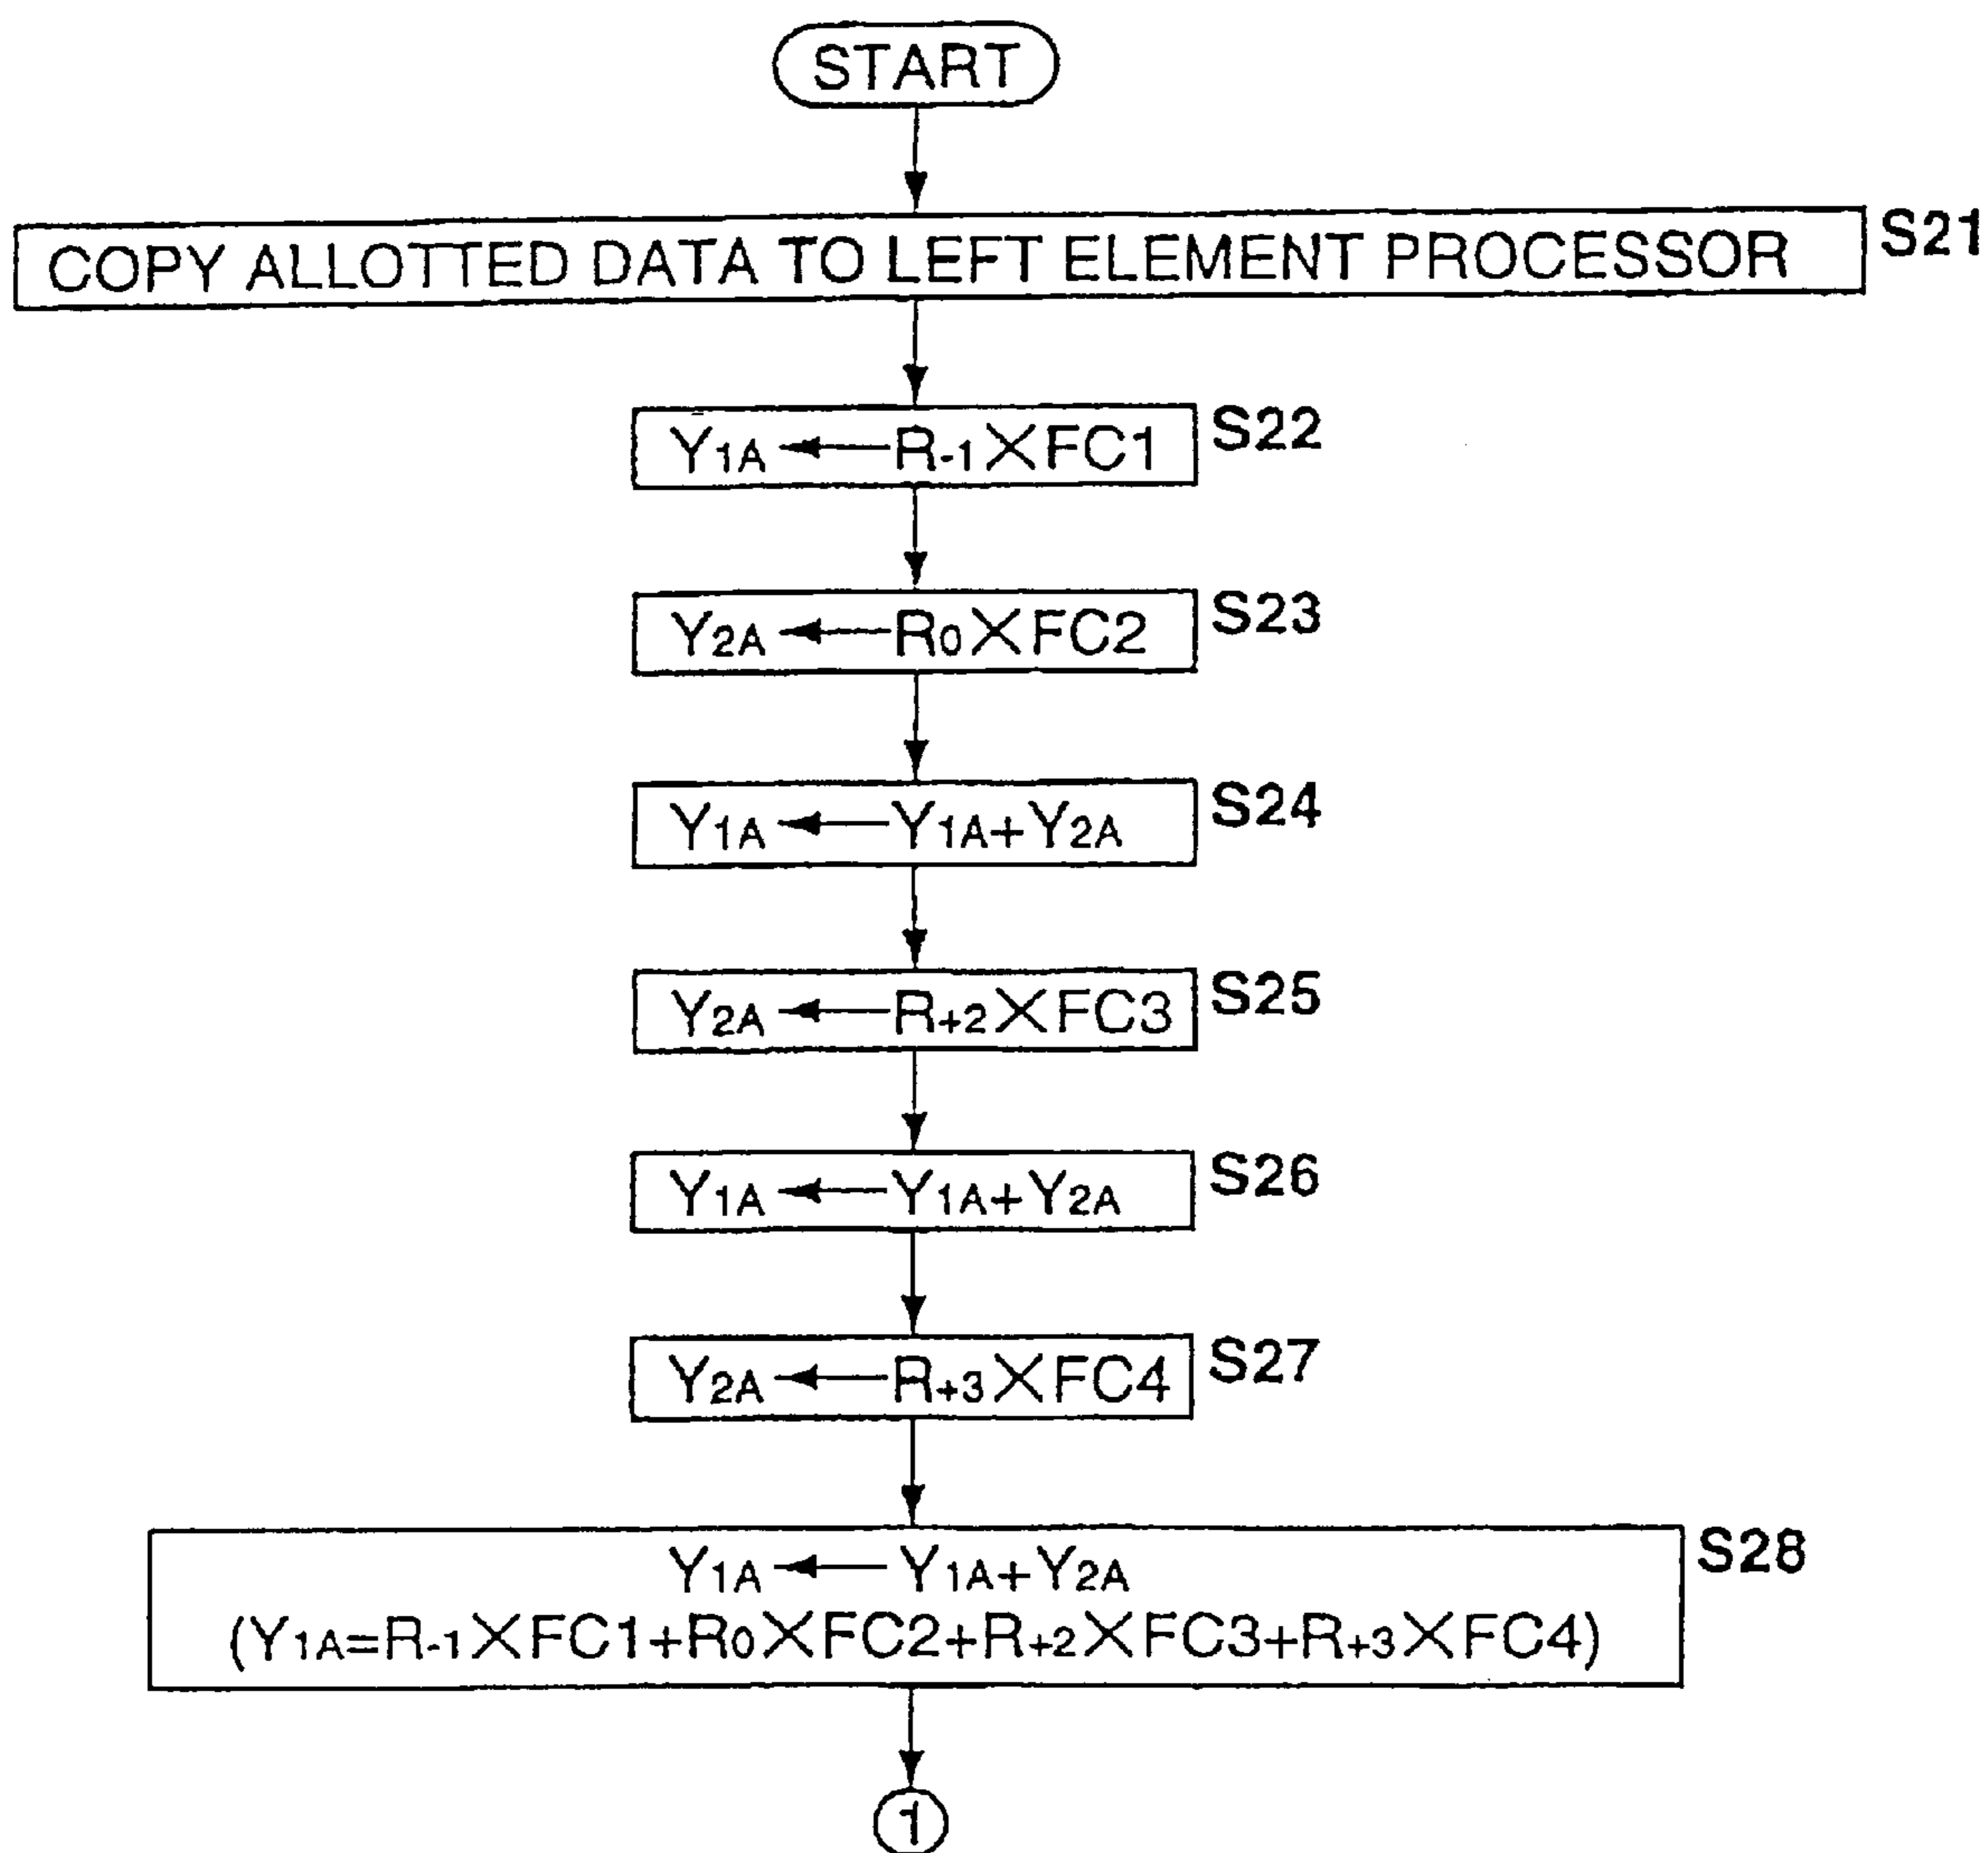 START
COPY ALLOTTED DATA TO LEFT ELEMENT PROCESSOR S21
Y1A ← R-1×FC1 S22
Y2A ← R0×FC2 S23
Y1A ← Y1A+Y2A S24
Y2A ← R+2×FC3 S25
Y1A ← Y1A+Y2A S26
Y2A ← R+3×FC4 S27
Y1A ← Y1A+Y2A S28
(Y1A=R-1×FC1+R0×FC2+R+2×FC3+R+3×FC4)
1